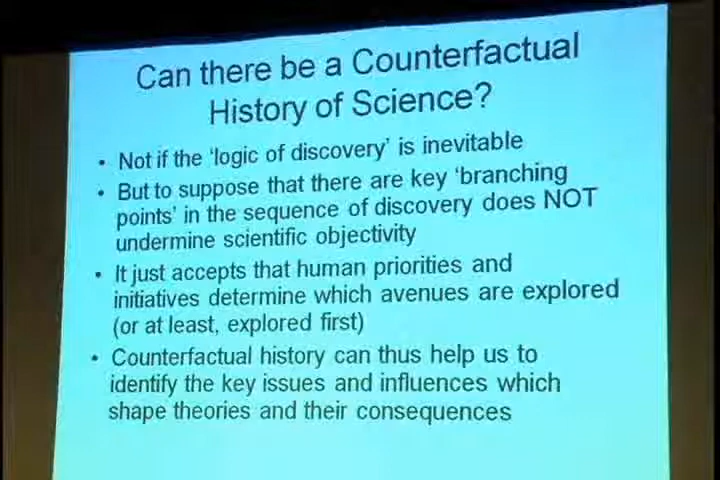 Can there be a Counterfactual
History of Science?
• Not if the 'logic of discovery' is inevitable
• But to suppose that there are key 'branching
points' in the sequence of discovery does NOT
undermine scientific objectivity
• It just accepts that human priorities and
initiatives determine which avenues are explored
(or at least, explored first)
• Counterfactual history can thus help us to
identify the key issues and influences which
shape theories and their consequences